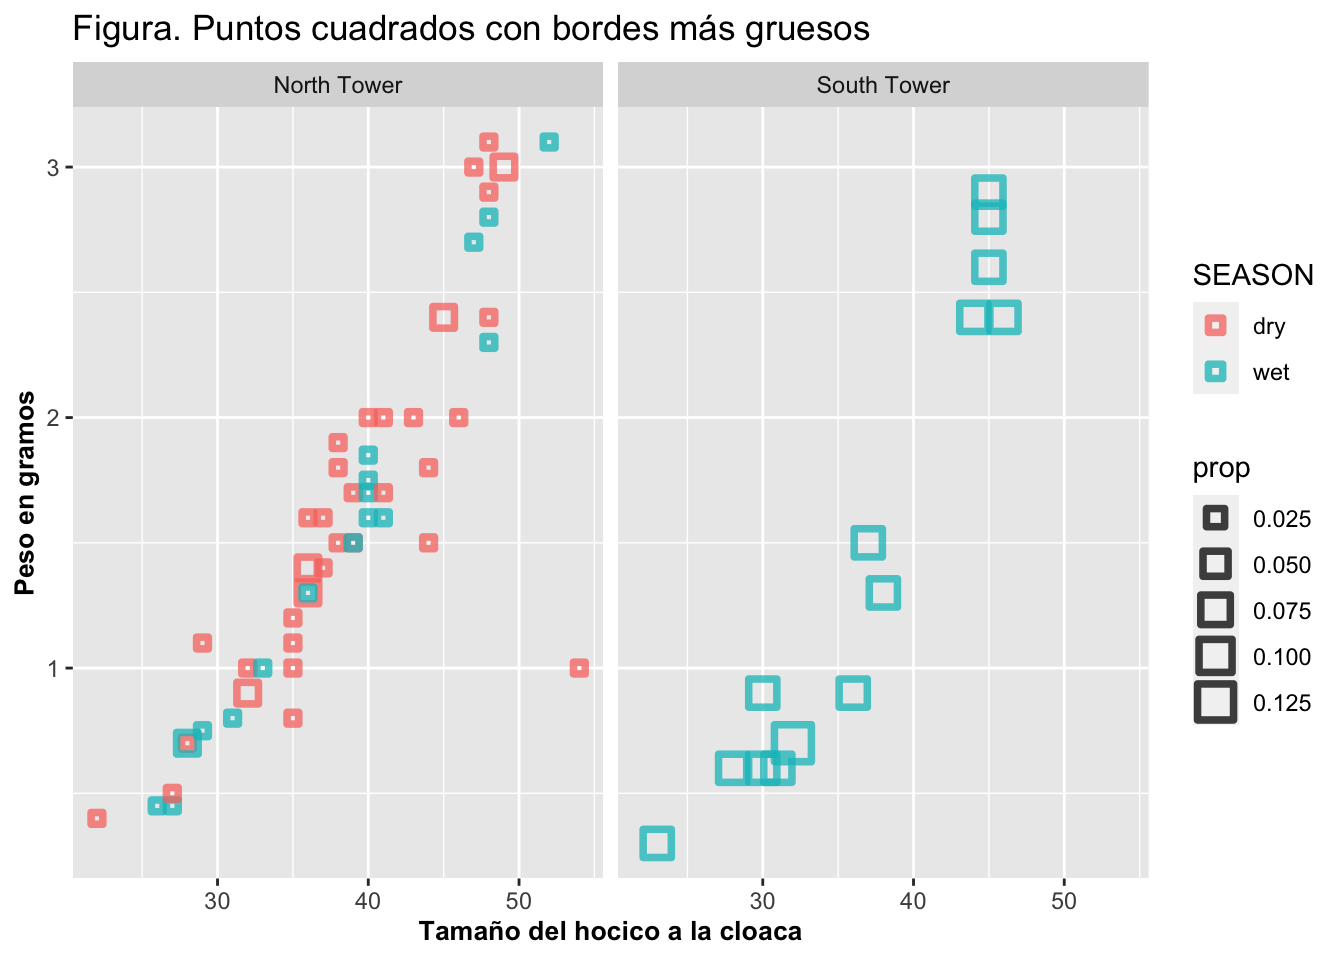 Figura. Puntos cuadrados con bordes más gruesos
North Tower
South Tower
3
2
1
Peso en gramos
30
40
50
30
40
50
Tamaño del hocico a la cloaca
SEASON
dry
wet
prop
0.025
0.050
0.075
0.100
0.125